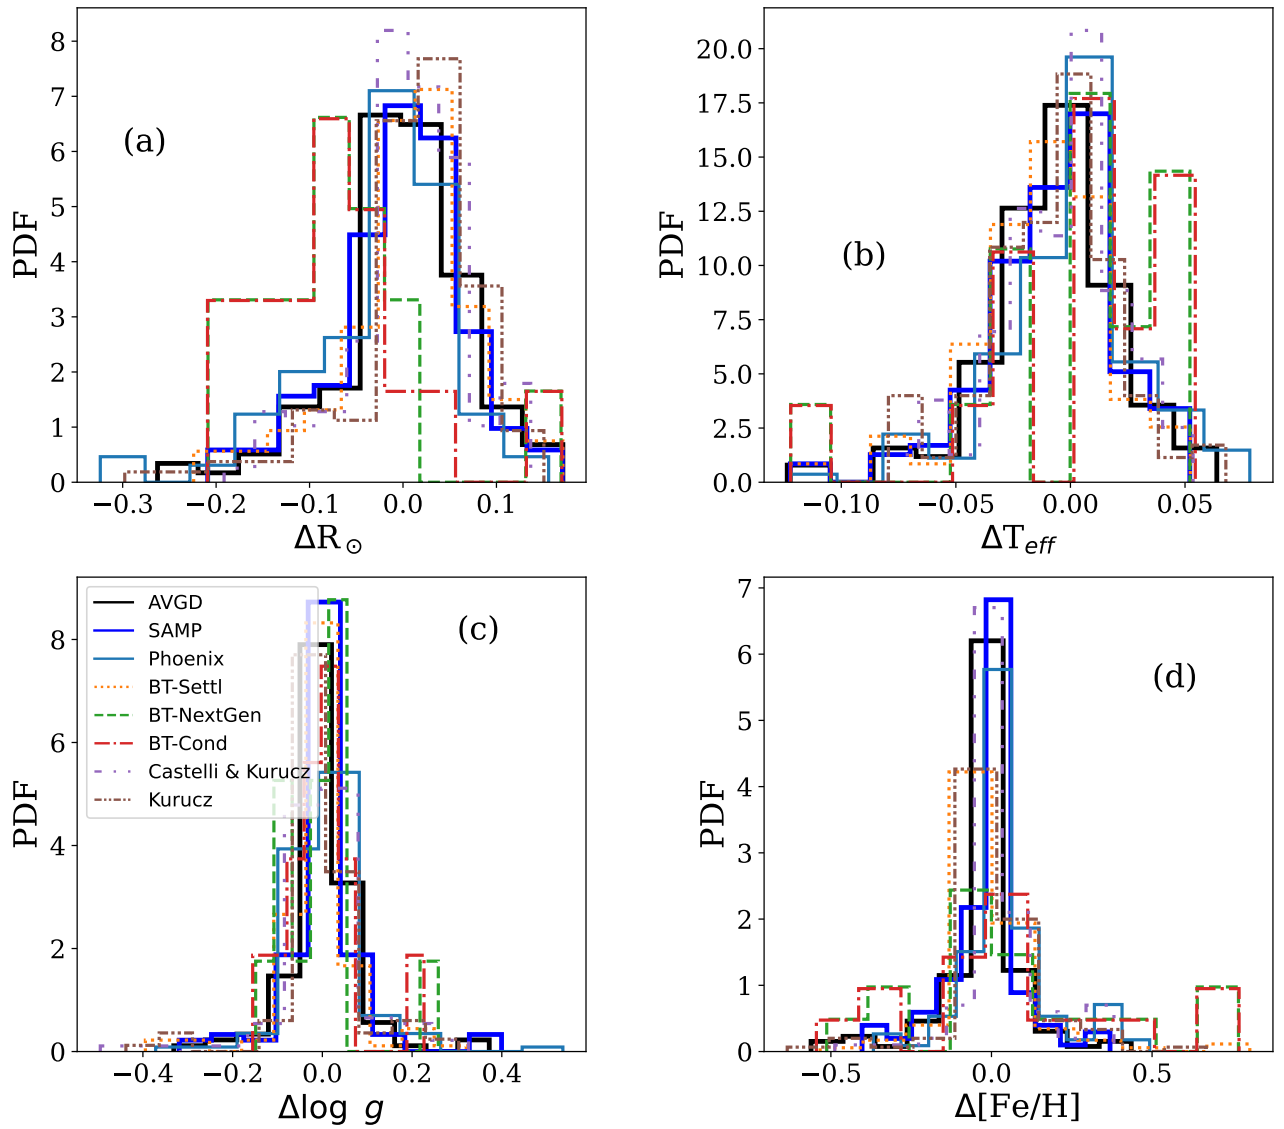 8
7
6
5
4
3
2
1
0
PDF
(a)
−0.3 −0.2 −0.1 0.0 0.1
ΔR⊙
20.0
17.5
15.0
12.5
10.0
7.5
5.0
2.5
0.0
PDF
(b)
−0.10 −0.05 0.00 0.05
ΔTeff
8
6
4
2
0
PDF
AVGD
SAMP
Phoenix
BT-Settl
BT-NextGen
BT-Cond
Castelli & Kurucz
Kurucz
(c)
−0.4 −0.2 0.0 0.2 0.4
Δlog g
7
6
5
4
3
2
1
0
PDF
(d)
−0.5 0.0 0.5
Δ[Fe/H]